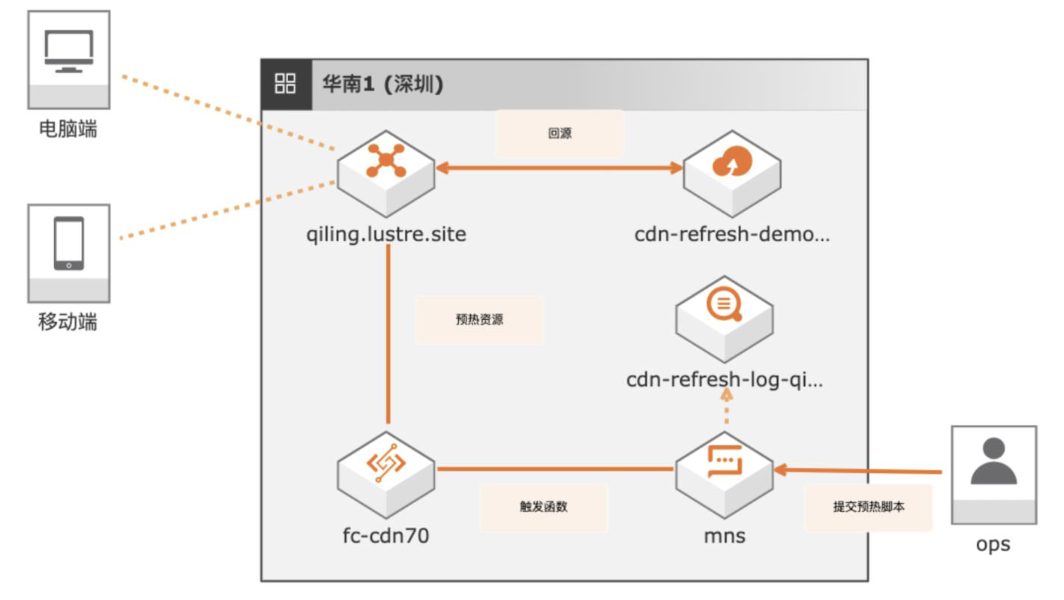 电脑端
华南1 (深圳)
回源
qiling.lustre.site
cdn-refresh-demo...
移动端
预热资源
cdn-refresh-log-qi...
触发函数
提交预热脚本
fc-cdn70
mns
ops